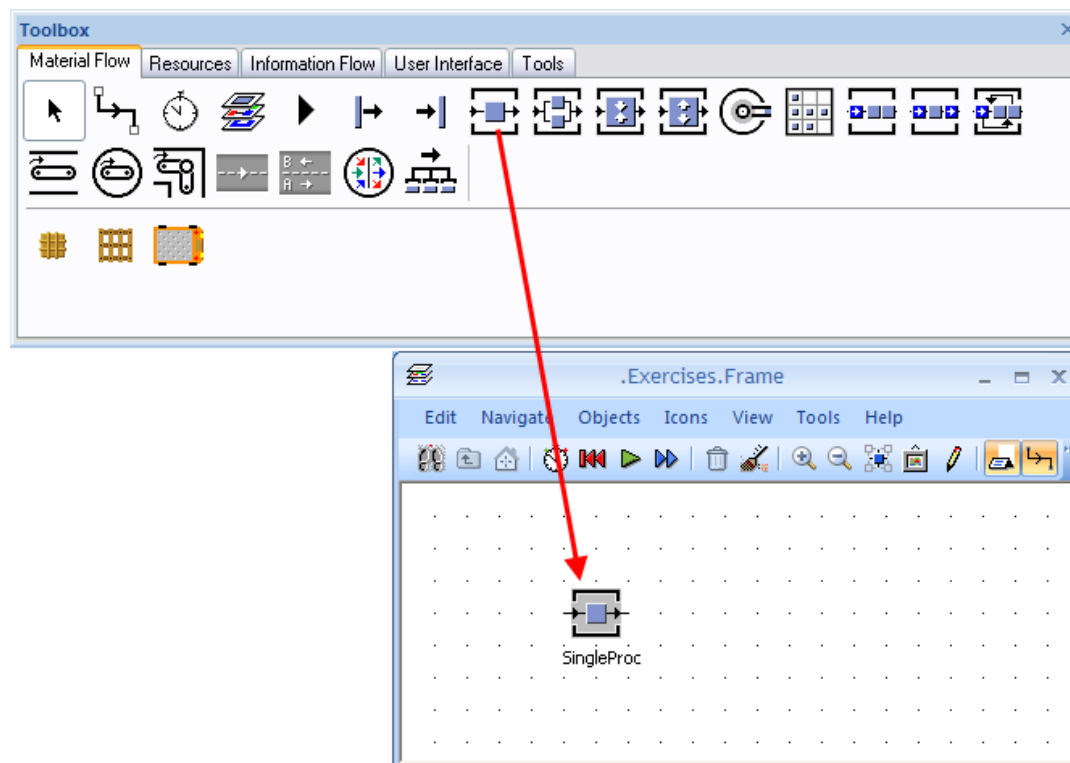 Toolbox
Material Flow Resources Information Flow User Interface Tools
B
A
.Exercises.Frame
Edit Navigate Objects Icons View Tools Help
SingleProc